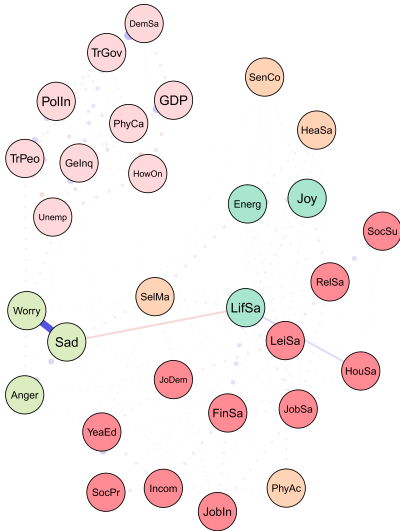 DemSa
TrGov
SenCo
PolIn
GDP
PhyCa
HeaSa
TrPeo
GeInq
HowOn
Energ
Joy
Unemp
SocSu
RelSa
SelMa
Worry
LifSa
Sad
LeiSa
HouSa
JoDem
Anger
FinSa
JobSa
YeaEd
SocPr
Incom
PhyAc
JobIn